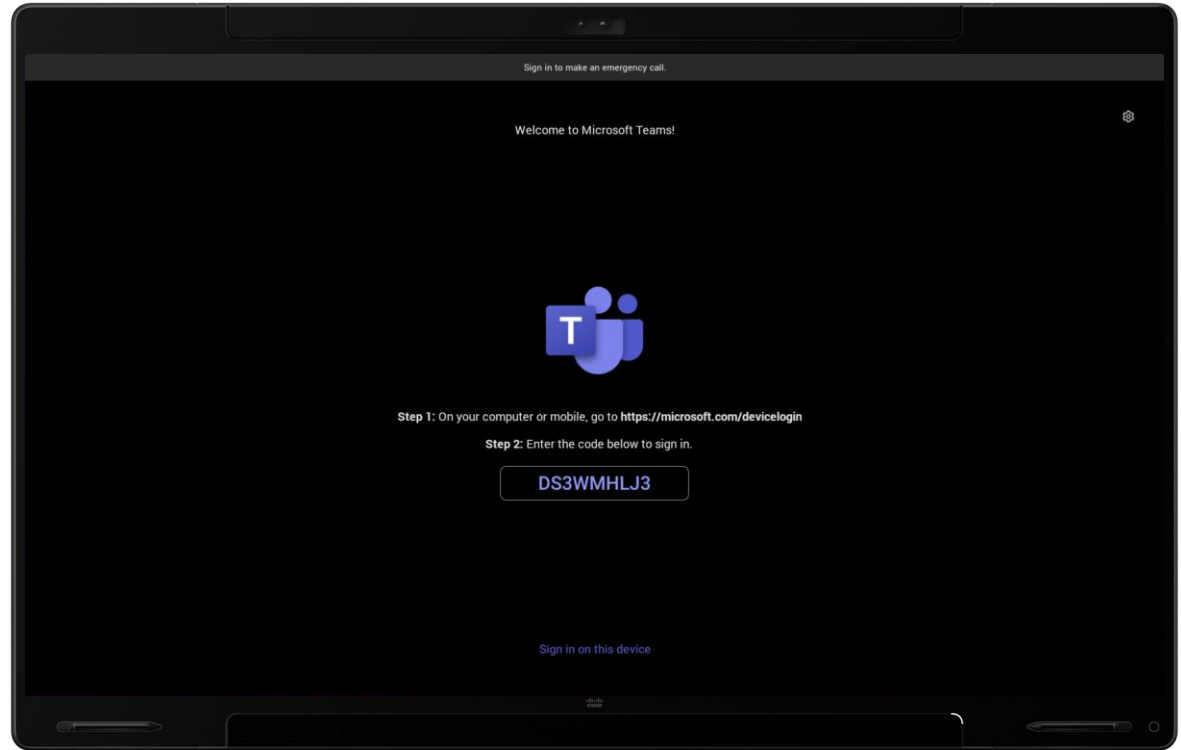 Sign in to make an emergency call.
Welcome to Microsoft Teams!
T
Step 1: On your computer or mobile, go to https://microsoft.com/devicelogin
Step 2: Enter the code below to sign in.
DS3WMHLJ3
Sign in on this device
CISCO